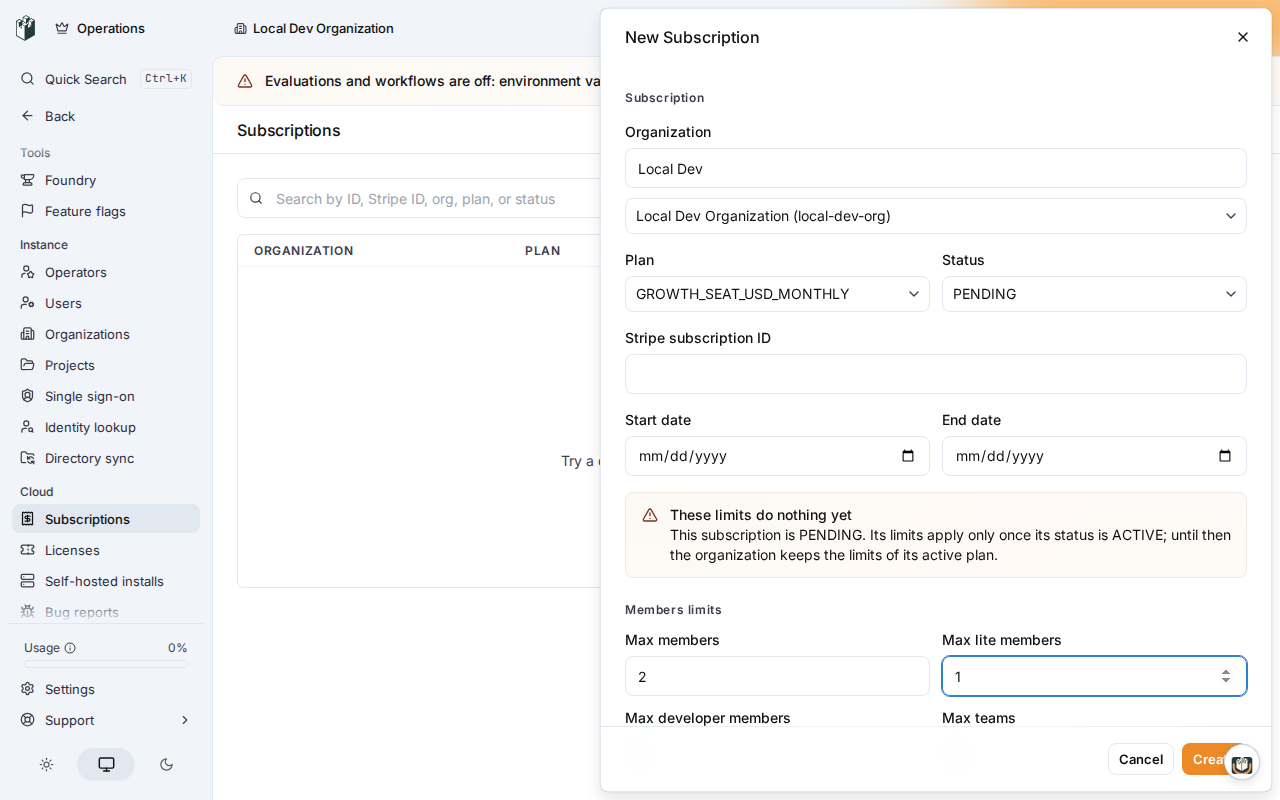 Operations
Local Dev Organization
Quick Search Ctrl+K
Back
Tools
Foundry
Feature flags
Instance
Operators
Users
Organizations
Projects
Single sign-on
Identity lookup
Directory sync
Cloud
Subscriptions
Licenses
Self-hosted installs
Bug reports
Usage 0%
Settings
Support
Evaluations and workflows are off: environment va
Subscriptions
Search by ID, Stripe ID, org, plan, or status
ORGANIZATION PLAN
Try a
New Subscription
Subscription
Organization
Local Dev
Local Dev Organization (local-dev-org)
Plan Status
GROWTH_SEAT_USD_MONTHLY PENDING
Stripe subscription ID
Start date End date
mm/dd/yyyy mm/dd/yyyy
These limits do nothing yet
This subscription is PENDING. Its limits apply only once its status is ACTIVE; until then
the organization keeps the limits of its active plan.
Members limits
Max members Max lite members
2 1
Max developer members Max teams
Cancel